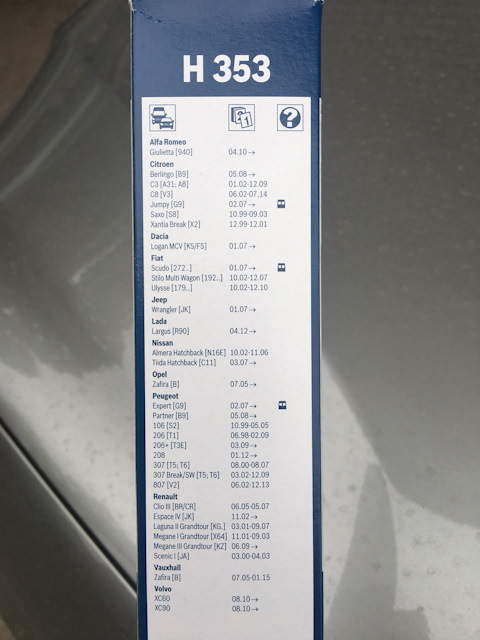 H 353
Alfa Romeo
Giulietta [940] 04.10→
Citroen
Berlingo [B9] 05.08→
C3 [A31; A8] 01.02-12.09
C8 [V3] 06.02-07.14
Jumpy [G9] 02.07→
Saxo [S8] 10.99-09.03
Xantia Break [X2] 12.99-12.01
Dacia
Logan MCV [KS/FS] 01.07→
Fiat
Scudo [272..] 01.07→
Stilo Multi Wagon [192..] 10.02-12.07
Ulysse [179..] 10.02-12.10
Jeep
Wrangler [JK] 01.07→
Lada
Largus [R90] 04.12→
Nissan
Almera Hatchback [N16E] 10.02-11.06
Tiida Hatchback [C11] 03.07→
Opel
Zafira [B] 07.05→
Peugeot
Expert [G9] 02.07→
Partner [B9] 05.08→
106 [S2] 10.99-05.05
206 [T1] 06.98-02.09
206+ [T3E] 03.09→
208 01.12→
307 [T5; T6] 08.00-08.07
307 Break/SW [T5; T6] 03.02-12.09
807 [V2] 06.02-12.13
Renault
Clio III [BR/CR] 06.05-05.07
Espace IV [JK] 11.02→
Laguna II Grandtour [KG.] 03.01-09.07
Megane I Grandtour [X64] 11.01-09.03
Megane III Grandtour [KZ] 06.09→
Scenic I [JA] 03.00-04.03
Vauxhall
Zafira [B] 07.05-01.15
Volvo
XC60 08.10→
XC90 08.10→